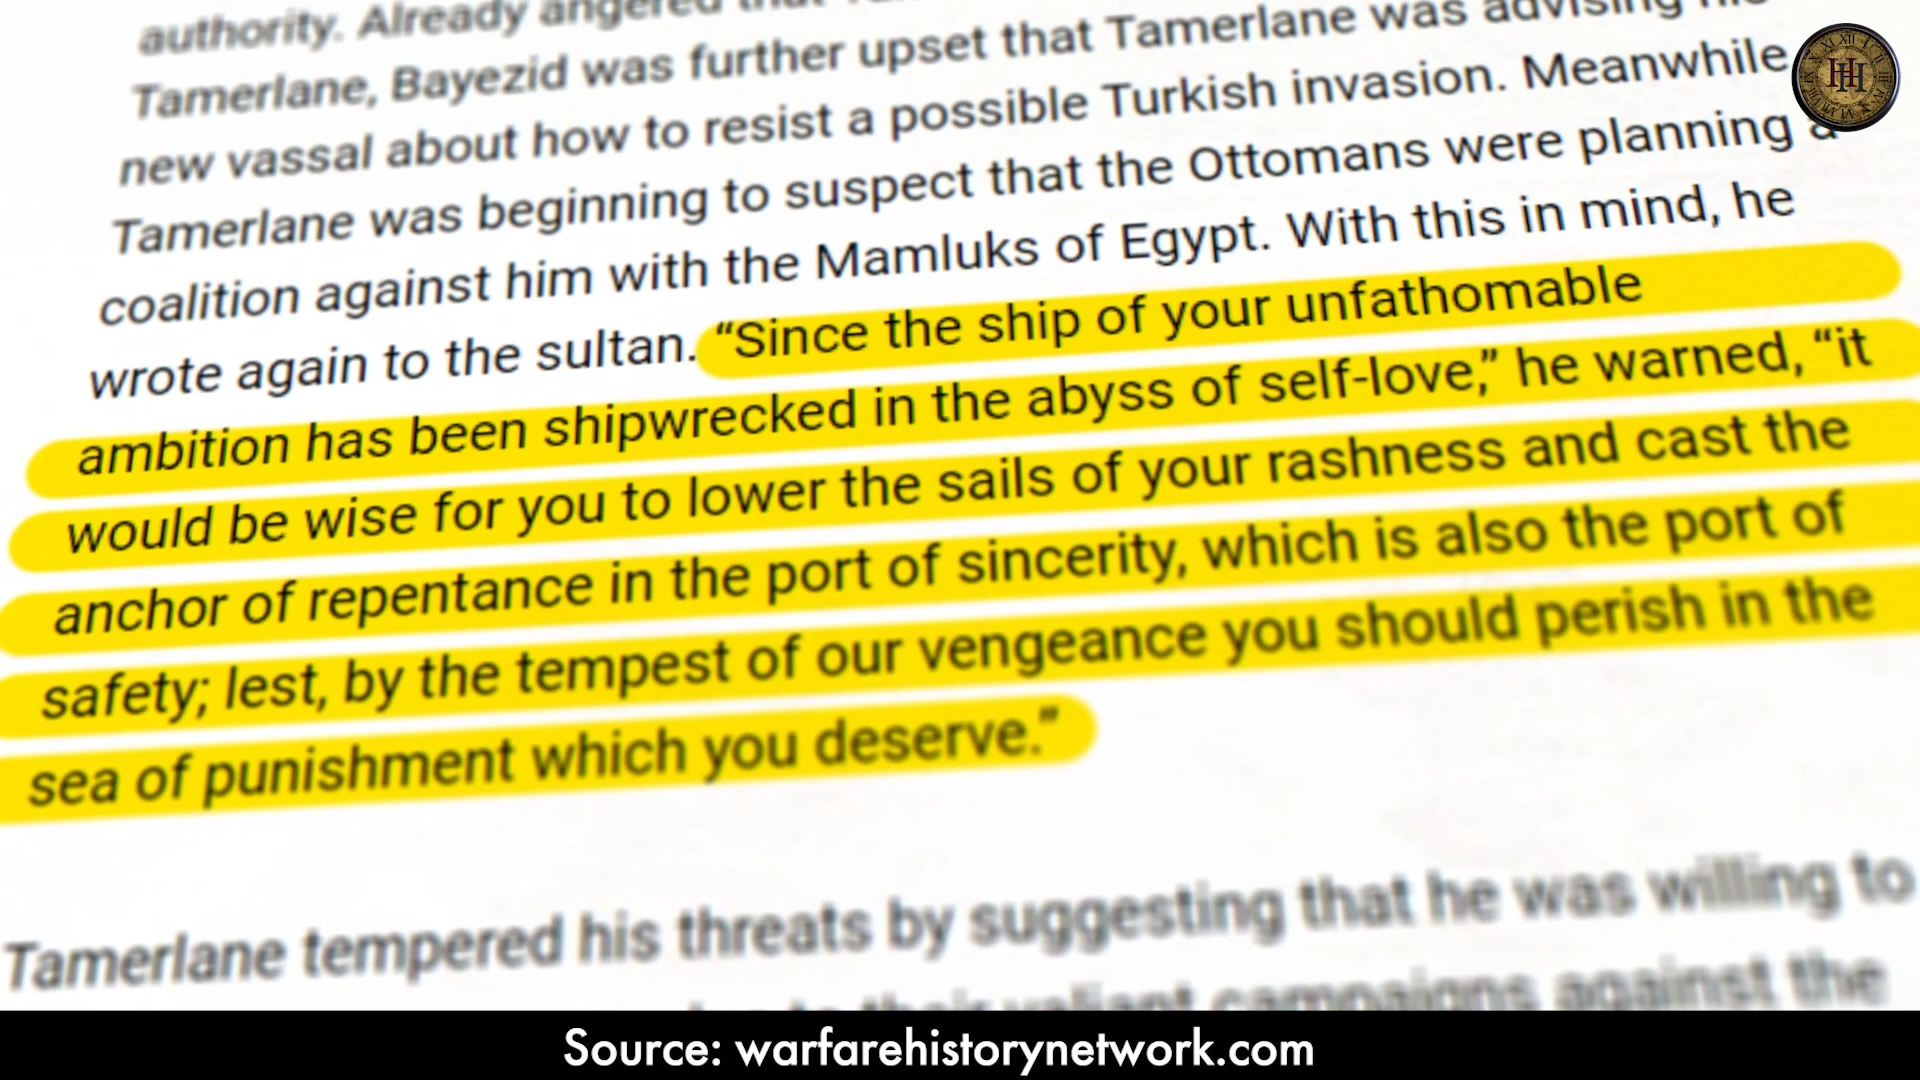 authority. Already angered that
Tamerlane, Bayezid was further upset that Tamerlane was advising his
new vassal about how to resist a possible Turkish invasion. Meanwhile
Tamerlane was beginning to suspect that the Ottomans were planning a
coalition against him with the Mamluks of Egypt. With this in mind, he
wrote again to the sultan. “Since the ship of your unfathomable
ambition has been shipwrecked in the abyss of self-love,” he warned, “it
would be wise for you to lower the sails of your rashness and cast the
anchor of repentance in the port of sincerity, which is also the port of
safety; lest, by the tempest of our vengeance you should perish in the
sea of punishment which you deserve.”
Tamerlane tempered his threats by suggesting that he was willing to
to their valiant campaigns against the
Source: warfarehistorynetwork.com